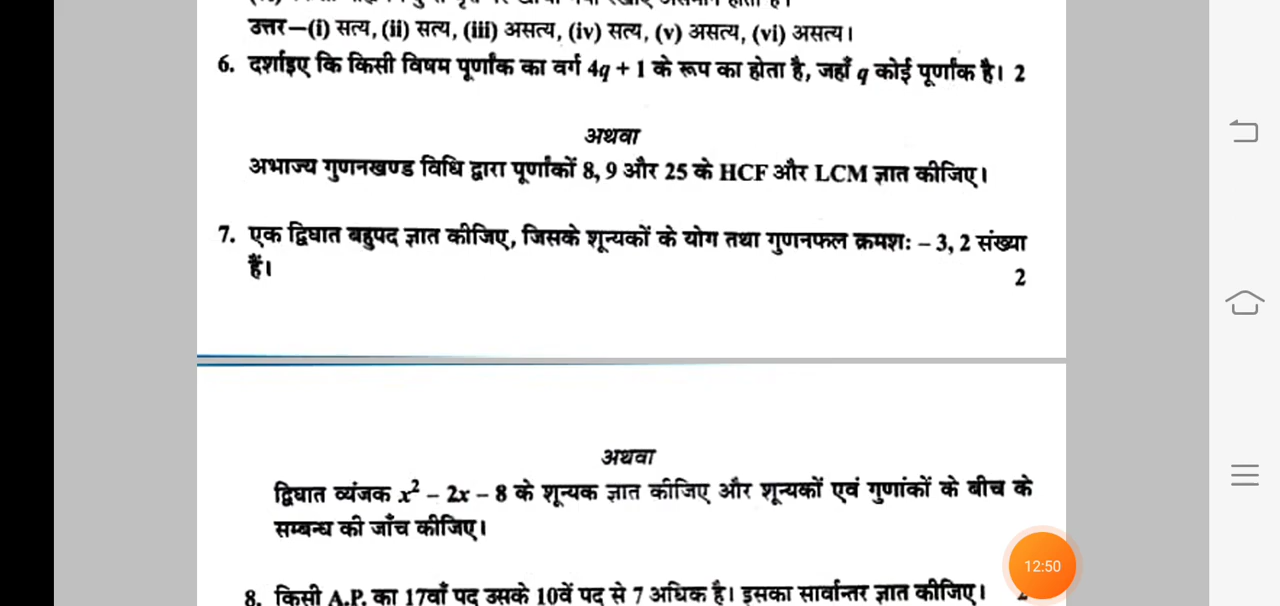 उत्तर—(i) सत्य, (ii) सत्य, (iii) असत्य, (iv) सत्य, (v) असत्य, (vi) असत्य।
6. दर्शाइए कि किसी विषम पूर्णांक का वर्ग 4q + 1 के रूप का होता है, जहाँ q कोई पूर्णांक है। 2
अथवा
अभाज्य गुणनखण्ड विधि द्वारा पूर्णांकों 8, 9 और 25 के HCF और LCM ज्ञात कीजिए।
7. एक द्विघात बहुपद ज्ञात कीजिए, जिसके शून्यकों के योग तथा गुणनफल क्रमशः – 3, 2 संख्या
हैं। 2
अथवा
द्विघात व्यंजक x² – 2x – 8 के शून्यक ज्ञात कीजिए और शून्यकों एवं गुणांकों के बीच के
सम्बन्ध की जाँच कीजिए।
12:50
8. किसी A.P. का 17वाँ पद उसके 10वें पद से 7 अधिक है। इसका सार्वान्तर ज्ञात कीजिए।